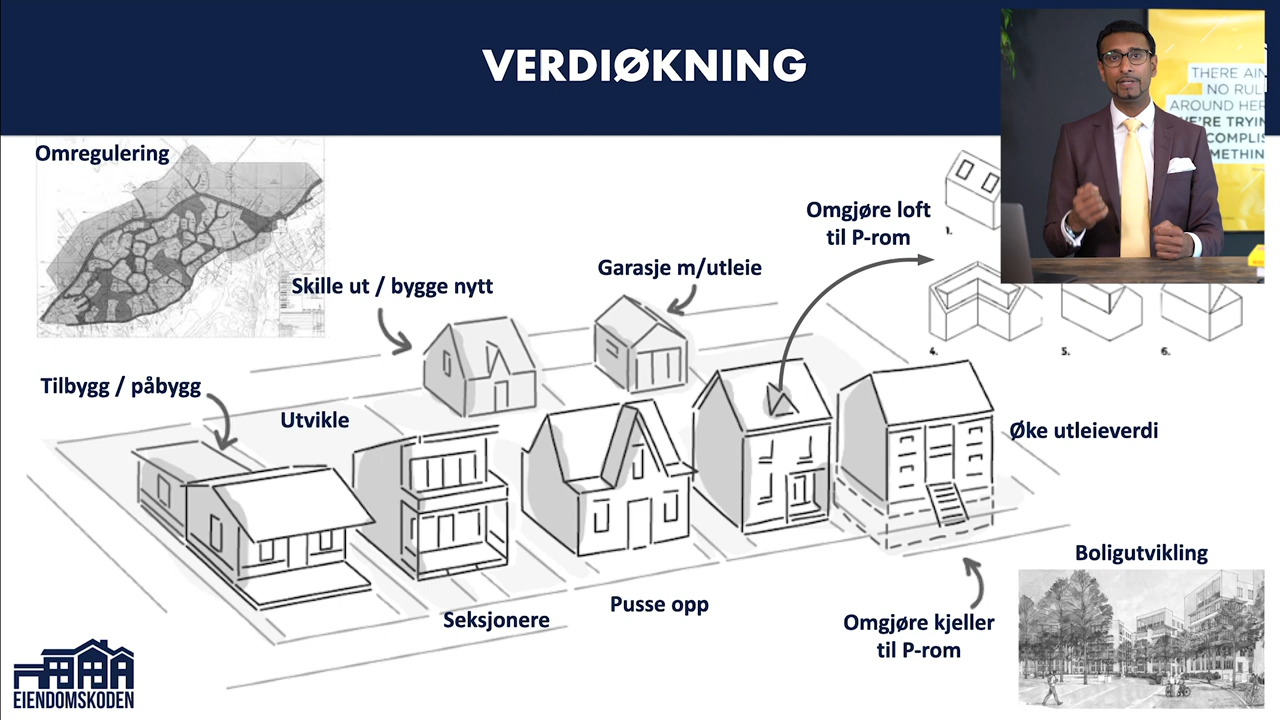 VERDIØKNING
THERE AIN
NO RUL
AROUND HER
WE'RE TRYIN
COMPLIS
METHIN
Omregulering
Omgjøre loft
til P-rom
1.
Garasje m/utleie
Skille ut / bygge nytt
4.
5.
6.
Tilbygg / påbygg
Utvikle
Øke utleieverdi
Boligutvikling
Pusse opp
Seksjonere
Omgjøre kjeller
til P-rom
EIENDOMSKODEN